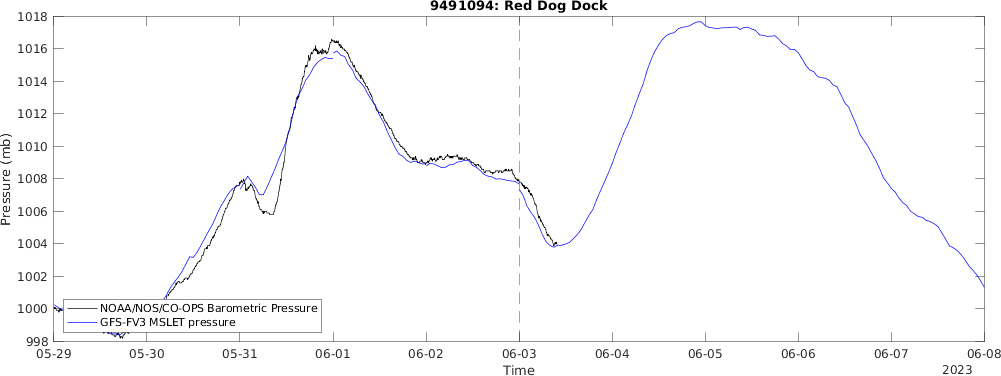 9491094: Red Dog Dock
Pressure (mb)
1018
1016
1014
1012
1010
1008
1006
1004
1002
1000
998
NOAA/NOS/CO-OPS Barometric Pressure
GFS-FV3 MSLET pressure
05-29 05-30 05-31 06-01 06-02 06-03 06-04 06-05 06-06 06-07 06-08
Time
2023